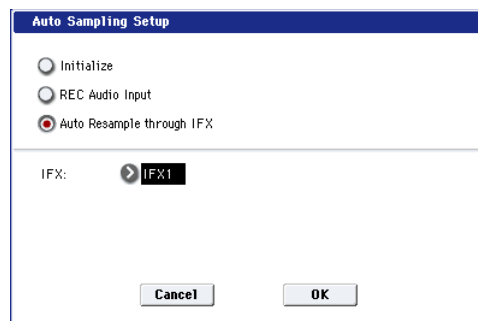 Auto Sampling Setup
Initialize
REC Audio Input
Auto Resample through IFX
IFX: IFX1
Cancel OK